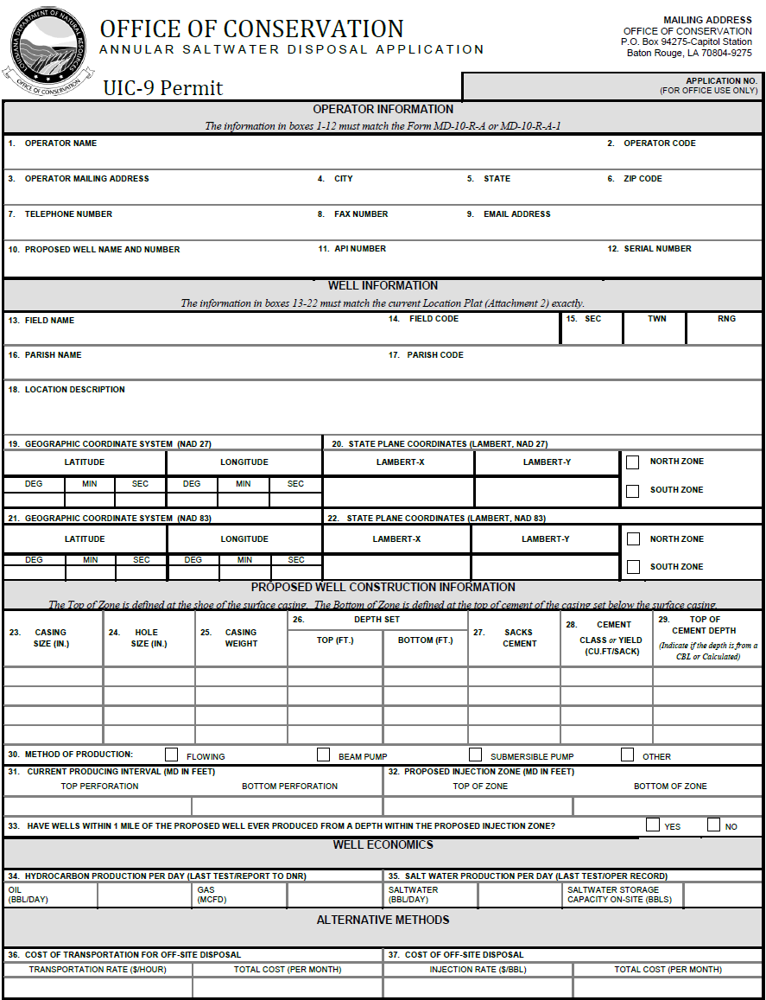 LOUISIANA DEPARTMENT OF NATURAL RESOURCES
OFFICE OF CONSERVATION
OFFICE OF CONSERVATION
ANNULAR SALTWATER DISPOSAL APPLICATION
UIC-9 Permit
MAILING ADDRESS
OFFICE OF CONSERVATION
P.O. Box 94275-Capitol Station
Baton Rouge, LA 70804-9275
APPLICATION NO.
(FOR OFFICE USE ONLY)
OPERATOR INFORMATION
The information in boxes 1-12 must match the Form MD-10-R-A or MD-10-R-A-1
1. OPERATOR NAME 2. OPERATOR CODE
3. OPERATOR MAILING ADDRESS 4. CITY 5. STATE 6. ZIP CODE
7. TELEPHONE NUMBER 8. FAX NUMBER 9. EMAIL ADDRESS
10. PROPOSED WELL NAME AND NUMBER 11. API NUMBER 12. SERIAL NUMBER
WELL INFORMATION
The information in boxes 13-22 must match the current Location Plat (Attachment 2) exactly.
13. FIELD NAME 14. FIELD CODE 15. SEC TWN RNG
16. PARISH NAME 17. PARISH CODE
18. LOCATION DESCRIPTION
19. GEOGRAPHIC COORDINATE SYSTEM (NAD 27) 20. STATE PLANE COORDINATES (LAMBERT, NAD 27)
LATITUDE LONGITUDE LAMBERT-X LAMBERT-Y NORTH ZONE
DEG MIN SEC DEG MIN SEC SOUTH ZONE
21. GEOGRAPHIC COORDINATE SYSTEM (NAD 83) 22. STATE PLANE COORDINATES (LAMBERT, NAD 83)
LATITUDE LONGITUDE LAMBERT-X LAMBERT-Y NORTH ZONE
DEG MIN SEC DEG MIN SEC SOUTH ZONE
PROPOSED WELL CONSTRUCTION INFORMATION
The Top of Zone is defined at the shoe of the surface casing. The Bottom of Zone is defined at the top of cement of the casing set below the surface casing.
23. CASING SIZE (IN.)
24. HOLE SIZE (IN.)
25. CASING WEIGHT
26. DEPTH SET
TOP (FT.) BOTTOM (FT.)
27. SACKS CEMENT
28. CEMENT
CLASS or YIELD
(CU.FT/SACK)
29. TOP OF
CEMENT DEPTH
(Indicate if the depth is from a
CBL or Calculated)
30. METHOD OF PRODUCTION: FLOWING BEAM PUMP SUBMERSIBLE PUMP OTHER
31. CURRENT PRODUCING INTERVAL (MD IN FEET) 32. PROPOSED INJECTION ZONE (MD IN FEET)
TOP PERFORATION BOTTOM PERFORATION TOP OF ZONE BOTTOM OF ZONE
33. HAVE WELLS WITHIN 1 MILE OF THE PROPOSED WELL EVER PRODUCED FROM A DEPTH WITHIN THE PROPOSED INJECTION ZONE? YES NO
WELL ECONOMICS
34. HYDROCARBON PRODUCTION PER DAY (LAST TEST/REPORT TO DNR) 35. SALT WATER PRODUCTION PER DAY (LAST TEST/OPER RECORD)
OIL GAS SALTWATER SALTWATER STORAGE
(BBL/DAY) (MCFD) (BBL/DAY) CAPACITY ON-SITE (BBLS)
ALTERNATIVE METHODS
36. COST OF TRANSPORTATION FOR OFF-SITE DISPOSAL 37. COST OF OFF-SITE DISPOSAL
TRANSPORTATION RATE ($/HOUR) TOTAL COST (PER MONTH) INJECTION RATE ($/BBL) TOTAL COST (PER MONTH)